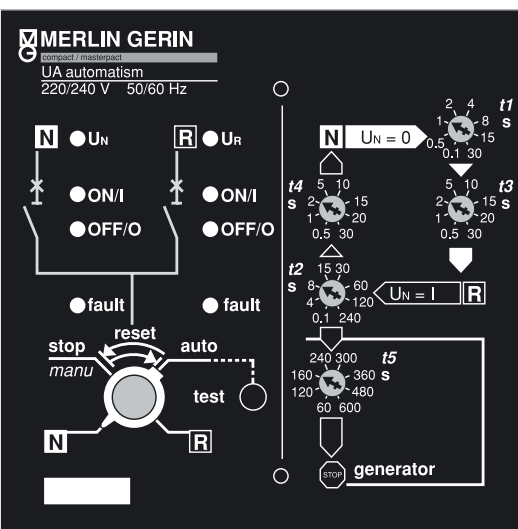 MERLIN GERIN
compact / masterpact
UA automatism
220/240 V 50/60 Hz
N UN R UR
ON/I ON/I
OFF/O OFF/O
fault fault
reset
stop auto
manu
test
N R
N UN = 0
2 4 t1
1 8 s
0.5 15
0.1 30
t4 5 10
s 2 15
1 20
0.5 30
5 10 t3
2 15 s
1 20
0.5 30
t2 15 30
s 8 60
4 120
0.1 240
UN = I R
240 300 t5
160 360 s
120 480
60 600
STOP generator